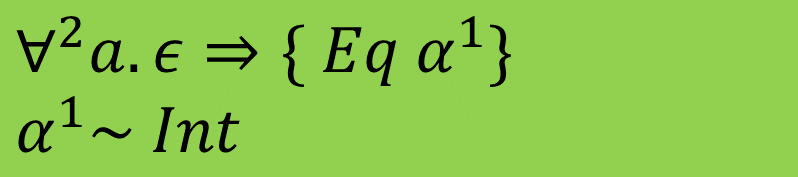 ∀²a. ϵ ⇒ { Eq α¹}
α¹~ Int